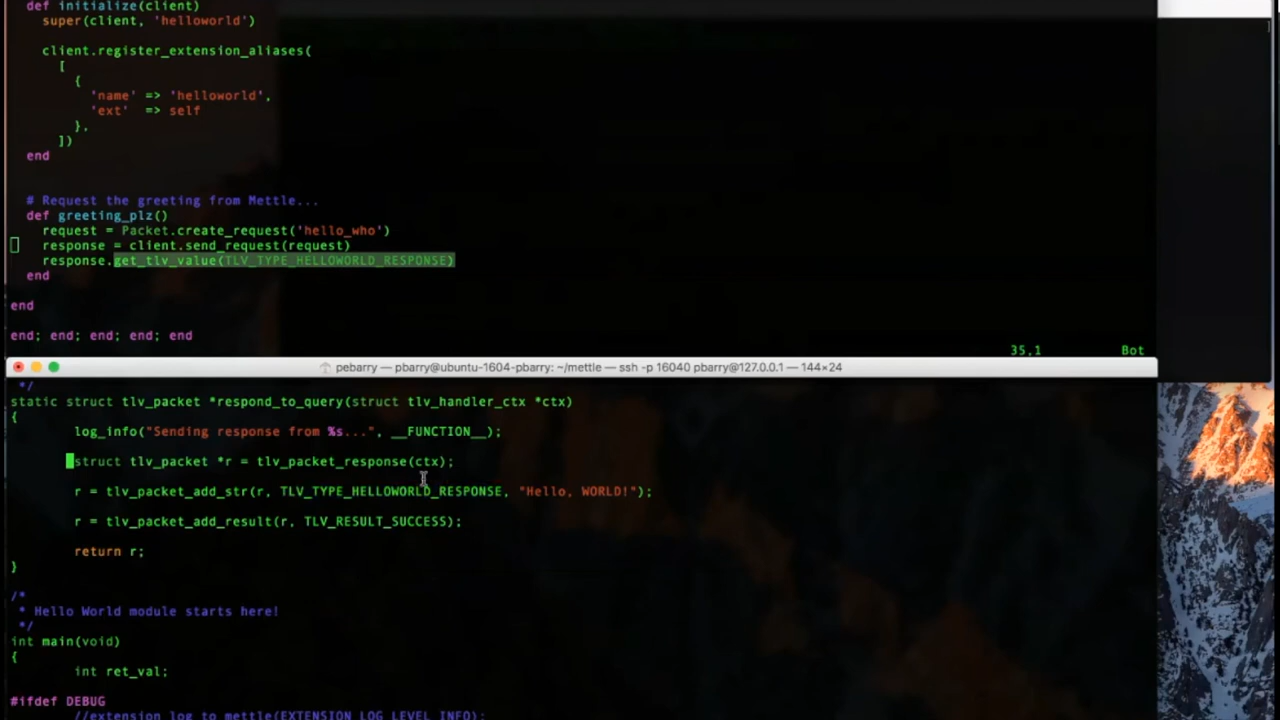 def initialize(client)
super(client, 'helloworld')
client.register_extension_aliases(
[
{
'name' => 'helloworld',
'ext' => self
},
])
end
# Request the greeting from Mettle...
def greeting_plz()
request = Packet.create_request('hello_who')
response = client.send_request(request)
response.get_tlv_value(TLV_TYPE_HELLOWORLD_RESPONSE)
end
end
end; end; end; end; end
35,1 Bot
pebarry — pbarry@ubuntu-1604-pbarry: ~/mettle — ssh -p 16040 pbarry@127.0.0.1 — 144×24
*/
static struct tlv_packet *respond_to_query(struct tlv_handler_ctx *ctx)
{
log_info("Sending response from %s...", __FUNCTION__);
struct tlv_packet *r = tlv_packet_response(ctx);
r = tlv_packet_add_str(r, TLV_TYPE_HELLOWORLD_RESPONSE, "Hello, WORLD!");
r = tlv_packet_add_result(r, TLV_RESULT_SUCCESS);
return r;
}
/*
* Hello World module starts here!
*/
int main(void)
{
int ret_val;
#ifdef DEBUG
//extension_log_to_mettle(EXTENSION_LOG_LEVEL_INFO);